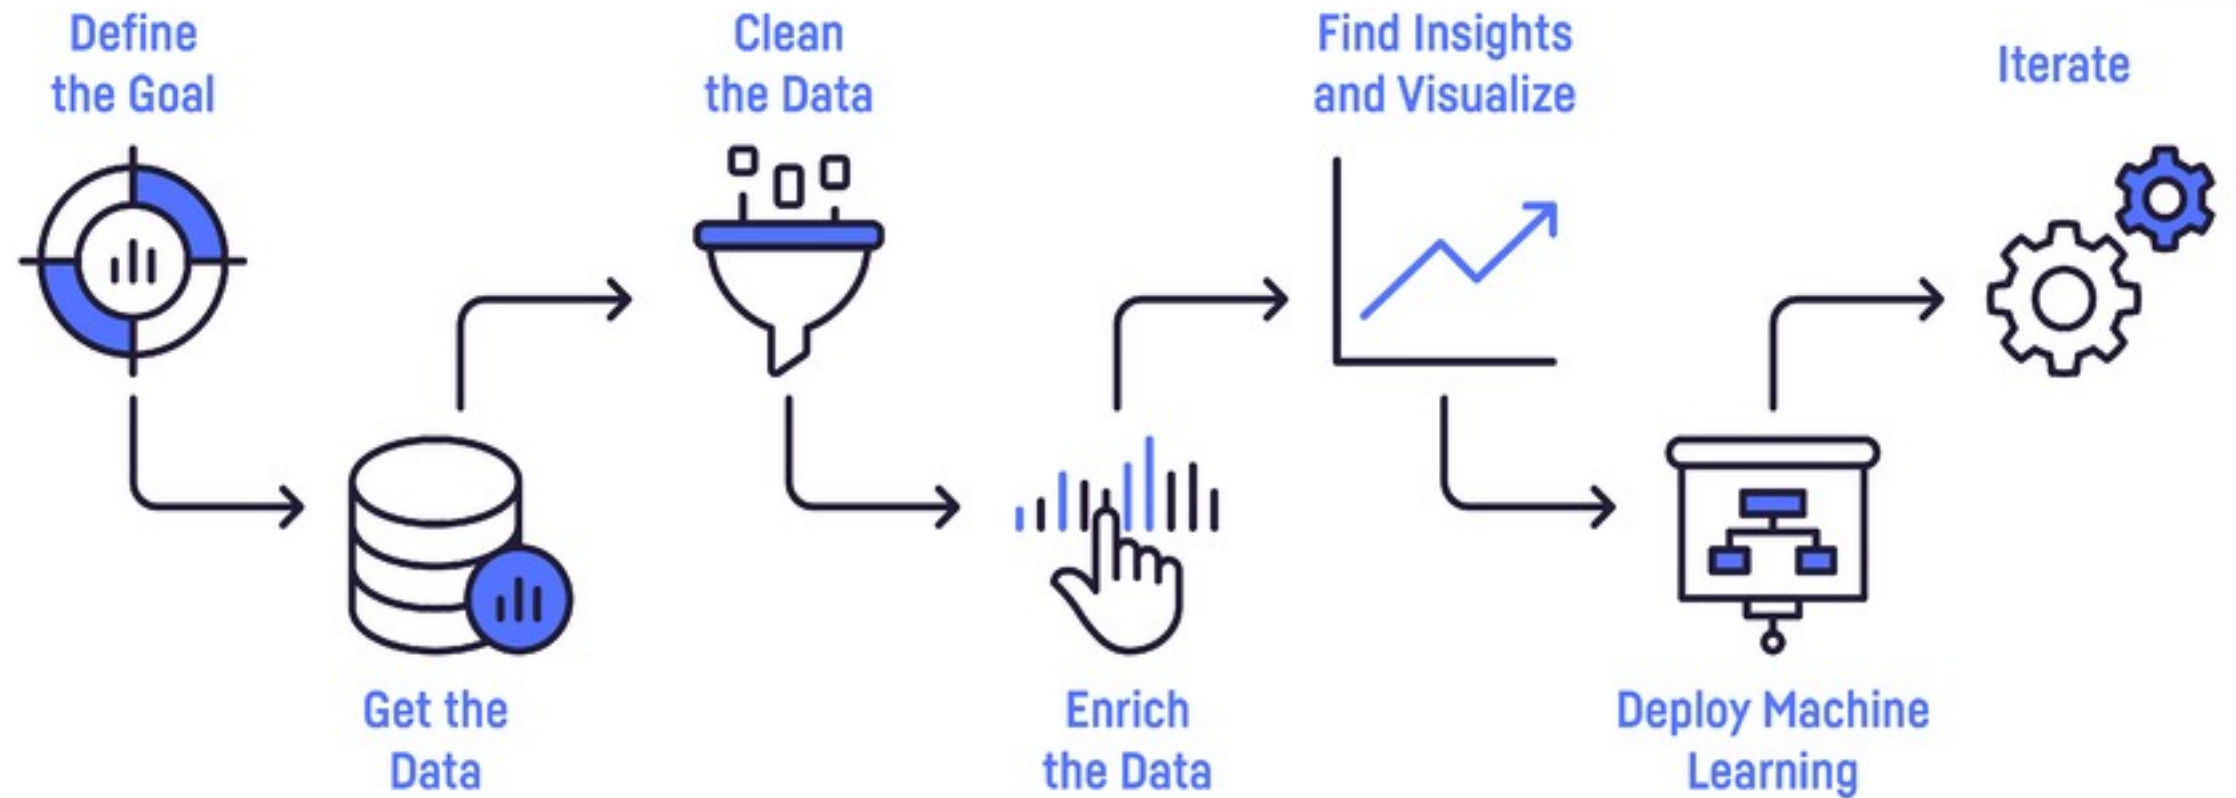 Define
the Goal
Get the
Data
Clean
the Data
Enrich
the Data
Find Insights
and Visualize
Deploy Machine
Learning
Iterate